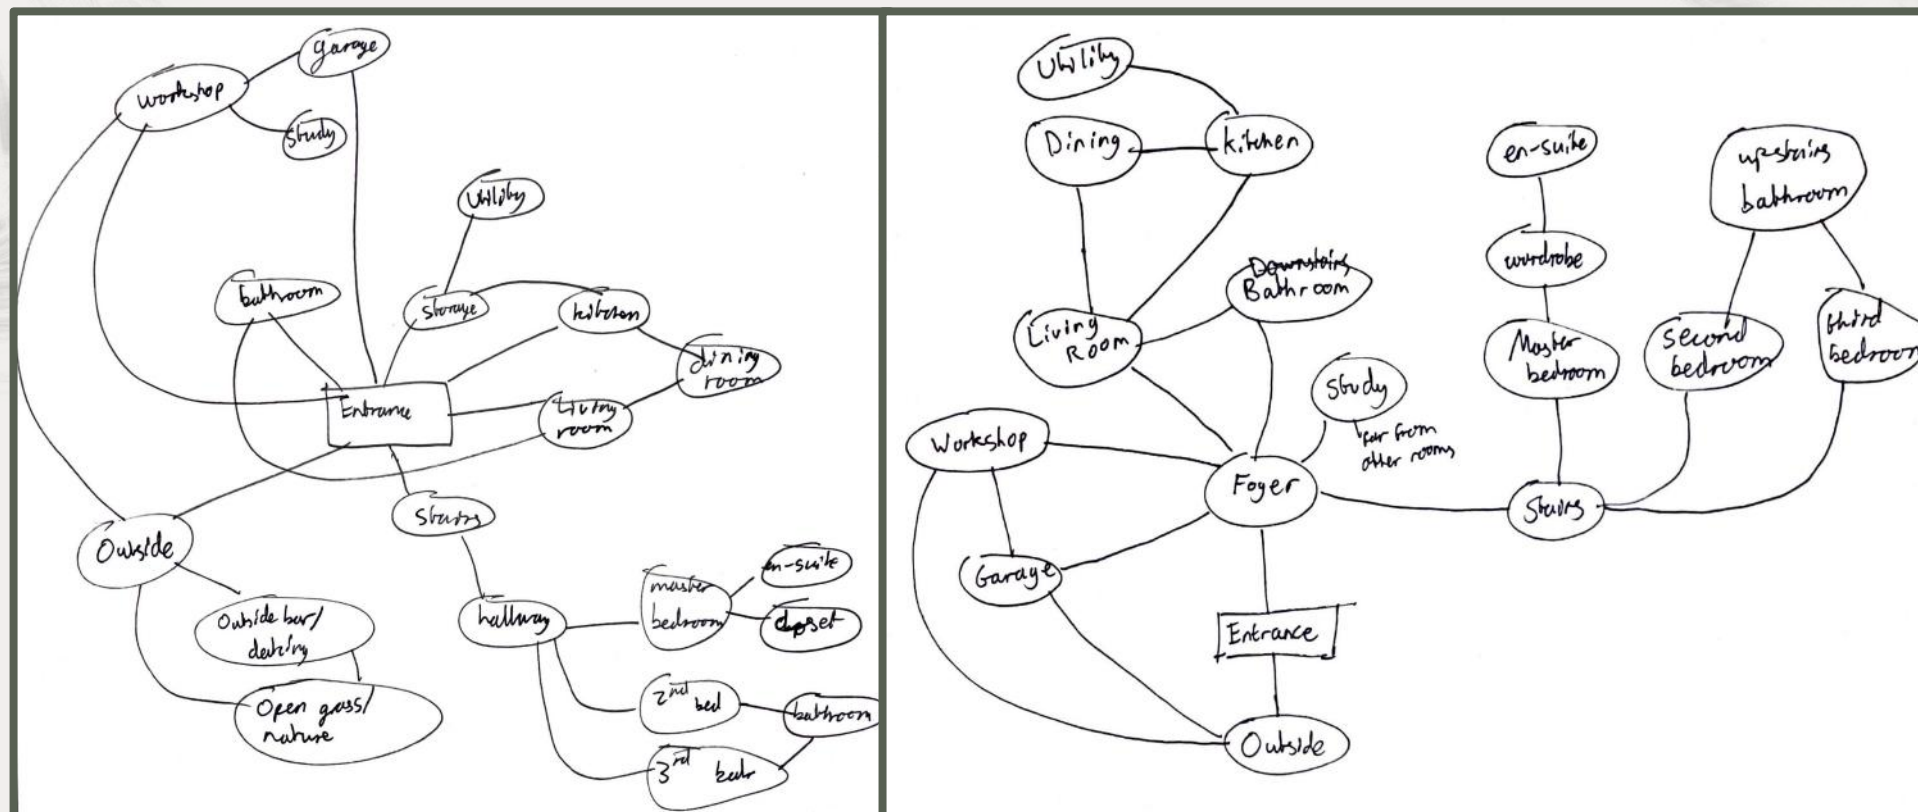 garage
workshop
study
Utility
bathroom
storage
kitchen
dining
room
Entrance
Living
room
Stairs
Outside
en-suite
master
bedroom
closet
hallway
Outside bar/
decking
2nd bed
bathroom
Open grass/
nature
3rd bedr
Utility
Dining
kitchen
en-suite
upstairs
bathroom
wardrobe
Downstairs
Bathroom
Living
Room
Master
bedroom
second
bedroom
third
bedroom
Study
far from
other rooms
Workshop
Foyer
Stairs
Garage
Entrance
Outside